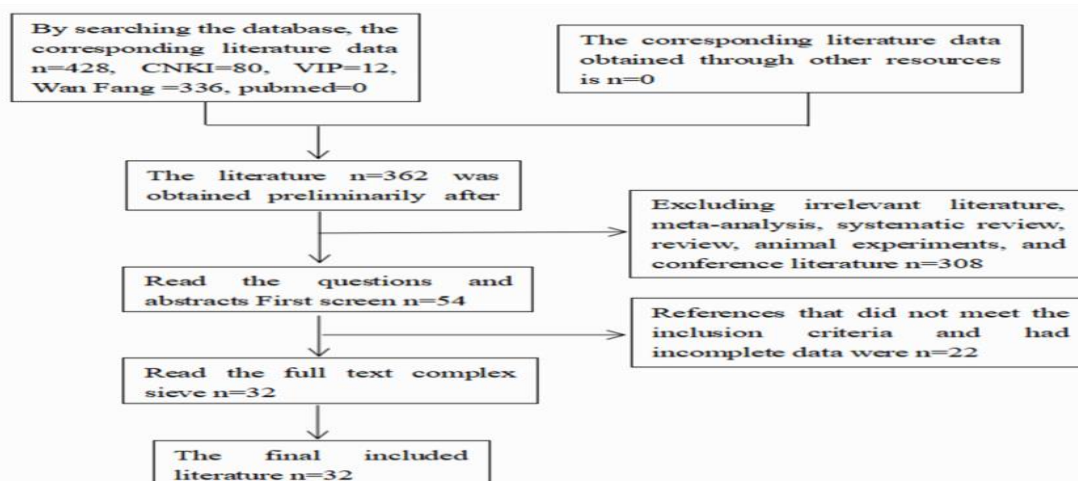 By searching the database, the
corresponding literature data
n=428, CNKI=80, VIP=12,
Wan Fang =336, pubmed=0
The corresponding literature data
obtained through other resources
is n=0
The literature n=362 was
obtained preliminarily after
Excluding irrelevant literature,
meta-analysis, systematic review,
review, animal experiments, and
conference literature n=308
Read the questions and
abstracts First screen n=54
References that did not meet the
inclusion criteria and had
incomplete data were n=22
Read the full text complex
sieve n=32
The final included
literature n=32